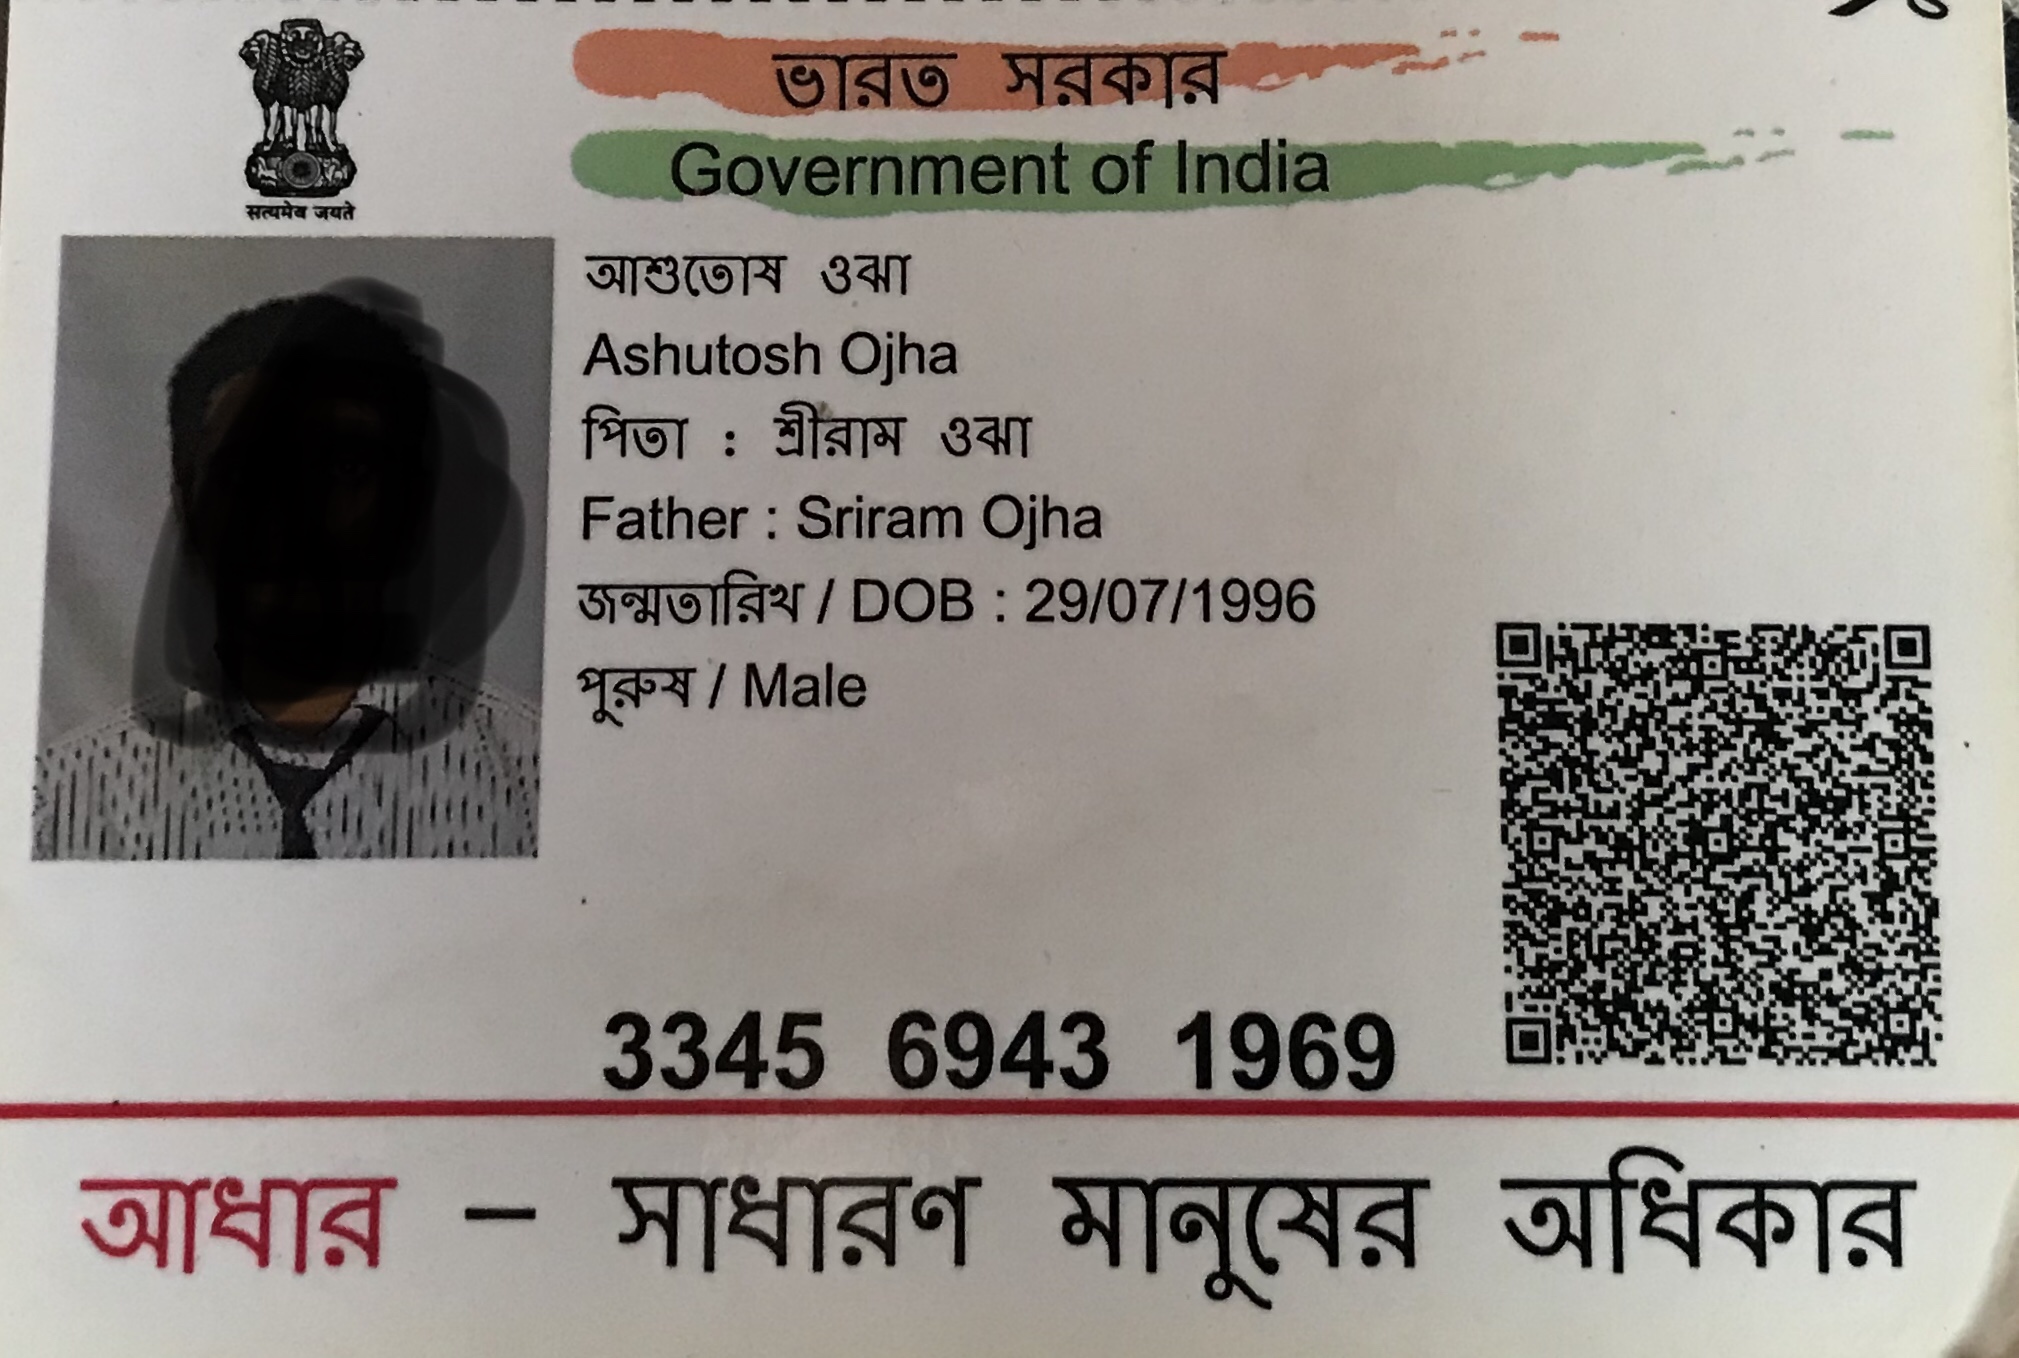 सत्यमेव जयते
ভারত সরকার
Government of India
আশুতোষ ওঝা
Ashutosh Ojha
পিতা : শ্রীরাম ওঝা
Father : Sriram Ojha
জন্মতারিখ / DOB : 29/07/1996
পুরুষ / Male
3345 6943 1969
আধার – সাধারণ মানুষের অধিকার